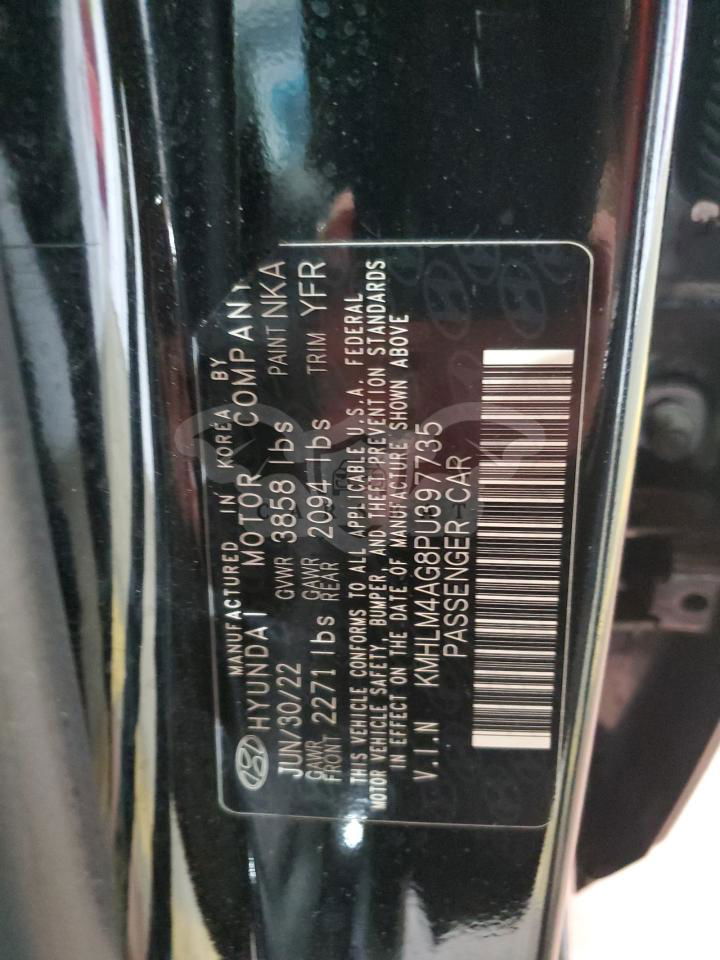 MANUFACTURED IN KOREA BY
HYUNDAI MOTOR COMPANY
JUN/30/22 GVWR 3858 lbs PAINT NKA
GAWR FRONT 2271 lbs GAWR REAR 2094 lbs TRIM YFR
THIS VEHICLE CONFORMS TO ALL APPLICABLE U.S.A. FEDERAL
MOTOR VEHICLE SAFETY, BUMPER, AND THEFT PREVENTION STANDARDS
IN EFFECT ON THE DATE OF MANUFACTURE SHOWN ABOVE
V.I.N KMHLM4AG8PU397735
PASSENGER CAR